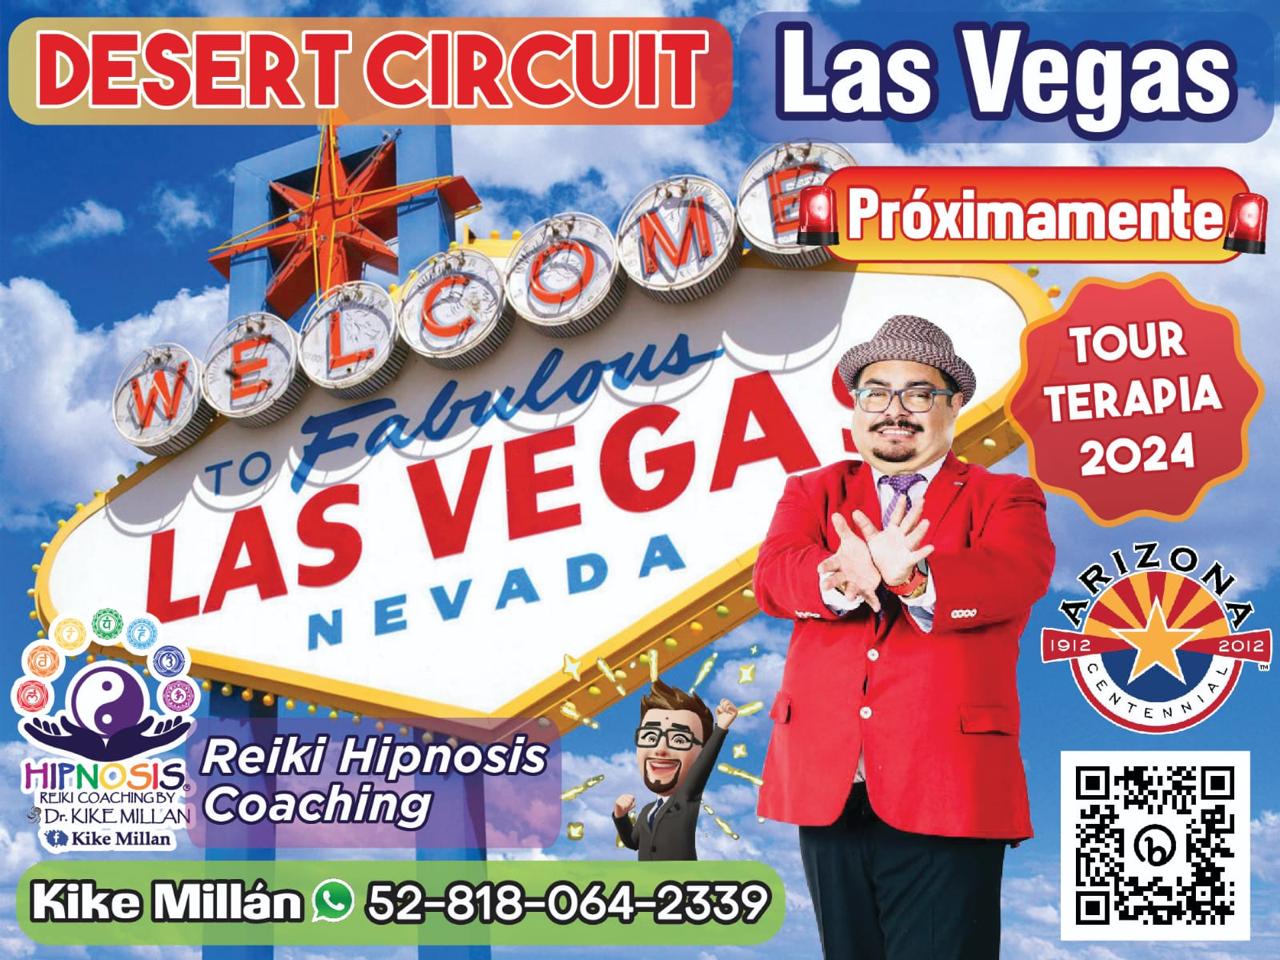 DESERT CIRCUIT
Las Vegas
Próximamente
WELCOME
TO Fabulous
LAS VEGAS
NEVADA
TOUR
TERAPIA
2024
ARIZONA
1912 2012
CENTENNIAL
TM
HIPNOSIS®
REIKI COACHING BY
Dr. KIKE MILLAN
Kike Millan
Reiki Hipnosis
Coaching
Kike Millán 52-818-064-2339
b